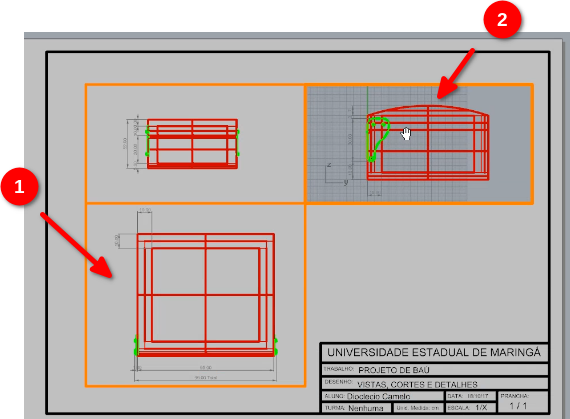 2
1
UNIVERSIDADE ESTADUAL DE MARINGÁ
TRABALHO: PROJETO DE BAÚ
DESENHO: VISTAS, CORTES E DETALHES
ALUNO: Dioclecio Camelo DATA: 18/10/17 PRANCHA:
TURMA: Nenhuma Unid. Medida: cm ESCALA: 1/X 1 / 1